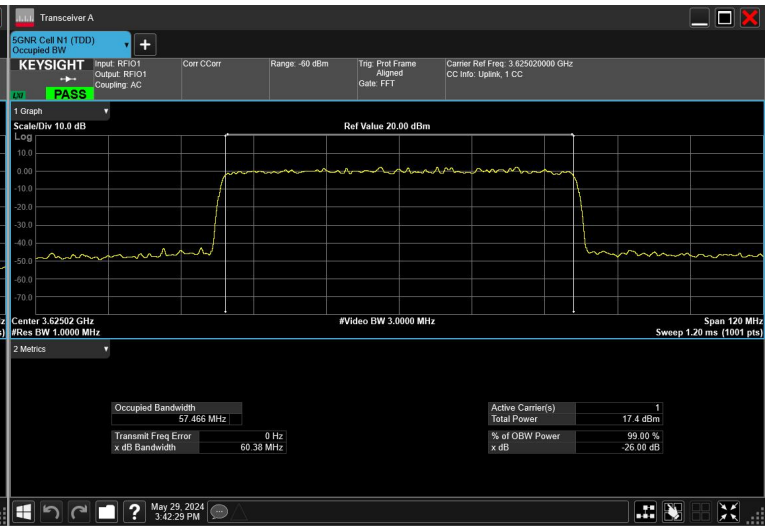 Transceiver A
5GNR Cell N1 (TDD)
Occupied BW
KEYSIGHT
LXI
PASS
Input: RFIO1
Output: RFIO1
Coupling: AC
Corr CCorr
Range: -60 dBm
Trig: Prot Frame
Aligned
Gate: FFT
Carrier Ref Freq: 3.625020000 GHz
CC Info: Uplink, 1 CC
1 Graph
Scale/Div 10.0 dB
Ref Value 20.00 dBm
Log
10.0
0.00
-10.0
-20.0
-30.0
-40.0
-50.0
-60.0
-70.0
Center 3.62502 GHz
#Video BW 3.0000 MHz
Span 120 MHz
#Res BW 1.0000 MHz
Sweep 1.20 ms (1001 pts)
2 Metrics
Occupied Bandwidth
57.466 MHz
Active Carrier(s) 1
Total Power 17.4 dBm
Transmit Freq Error 0 Hz
x dB Bandwidth 60.38 MHz
% of OBW Power 99.00 %
x dB -26.00 dB
May 29, 2024
3:42:29 PM